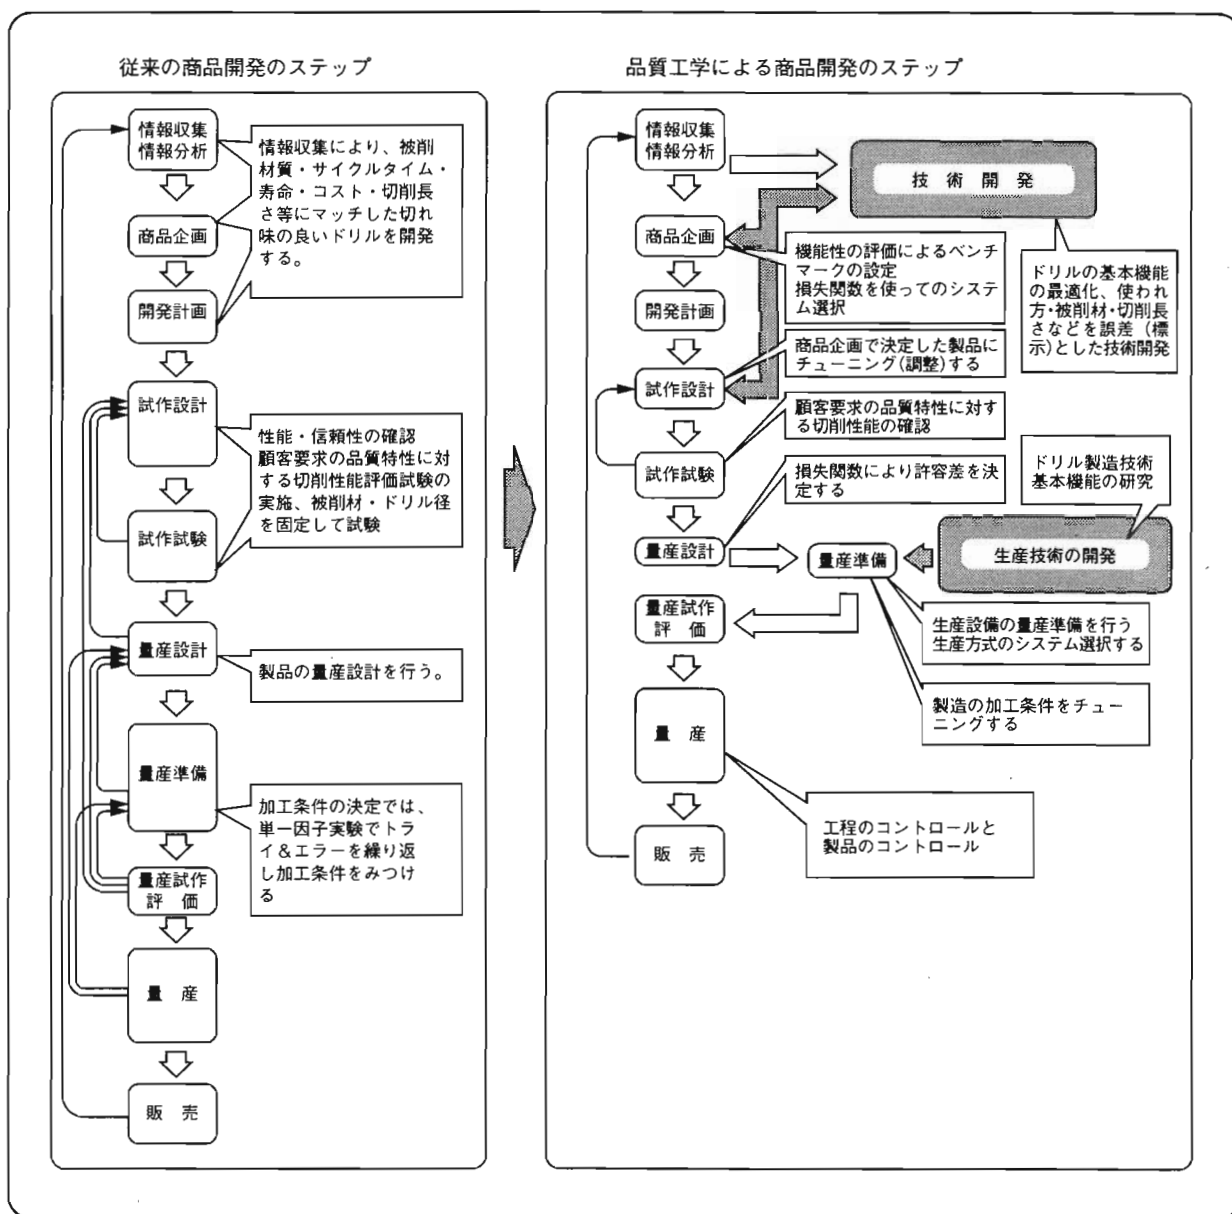 従来の商品開発のステップ
情報収集
情報分析
情報収集により、被削
材質・サイクルタイム・
寿命・コスト・切削長
さ等にマッチした切れ
味の良いドリルを開発
する。
商品企画
開発計画
試作設計
性能・信頼性の確認
顧客要求の品質特性に対
する切削性能評価試験の
実施、被削材・ドリル径
を固定して試験
試作試験
量産設計
製品の量産設計を行う。
量産準備
加工条件の決定では、
単一因子実験でトラ
イ＆エラーを繰り返
し加工条件をみつけ
る
量産試作
評　価
量　産
販　売
品質工学による商品開発のステップ
情報収集
情報分析
技　術　開　発
商品企画
機能性の評価によるベンチ
マークの設定
損失関数を使ってのシステ
ム選択
ドリルの基本機能
の最適化、使われ
方・被削材・切削長
さなどを誤差（標
示）とした技術開発
開発計画
商品企画で決定した製品に
チューニング(調整)する
試作設計
顧客要求の品質特性に対す
る切削性能の確認
試作試験
損失関数により許容差を決
定する
ドリル製造技術
基本機能の研究
量産設計
量産準備
生産技術の開発
量産試作
評　価
生産設備の量産準備を行う
生産方式のシステム選択する
製造の加工条件をチュー
ニングする
量　産
工程のコントロールと
製品のコントロール
販　売